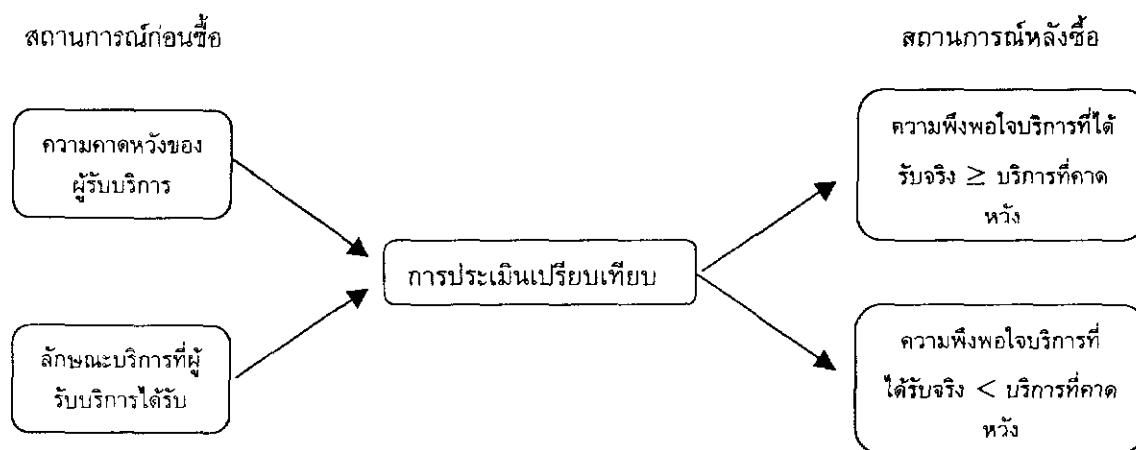 สถานการณ์ก่อนซื้อ
สถานการณ์หลังซื้อ
ความคาดหวังของ
ผู้รับบริการ
ลักษณะบริการที่ผู้
รับบริการได้รับ
การประเมินเปรียบเทียบ
ความพึงพอใจบริการที่ได้
รับจริง ≥ บริการที่คาด
หวัง
ความพึงพอใจบริการที่
ได้รับจริง < บริการที่คาด
หวัง